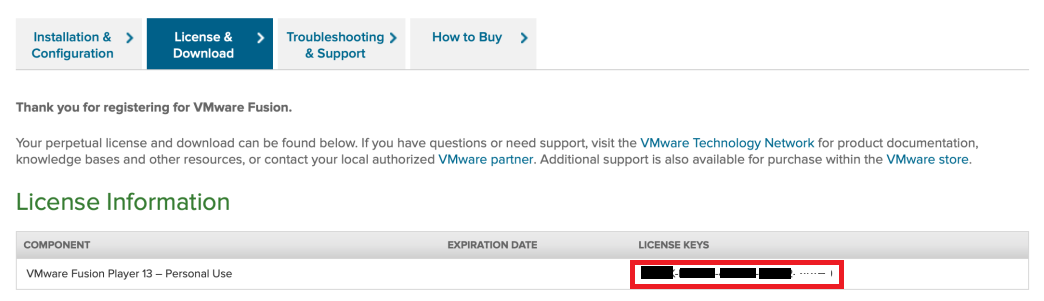 Installation & Configuration
License & Download
Troubleshooting & Support
How to Buy
Thank you for registering for VMware Fusion.
Your perpetual license and download can be found below. If you have questions or need support, visit the VMware Technology Network for product documentation,
knowledge bases and other resources, or contact your local authorized VMware partner. Additional support is also available for purchase within the VMware store.
License Information
COMPONENT EXPIRATION DATE LICENSE KEYS
VMware Fusion Player 13 – Personal Use